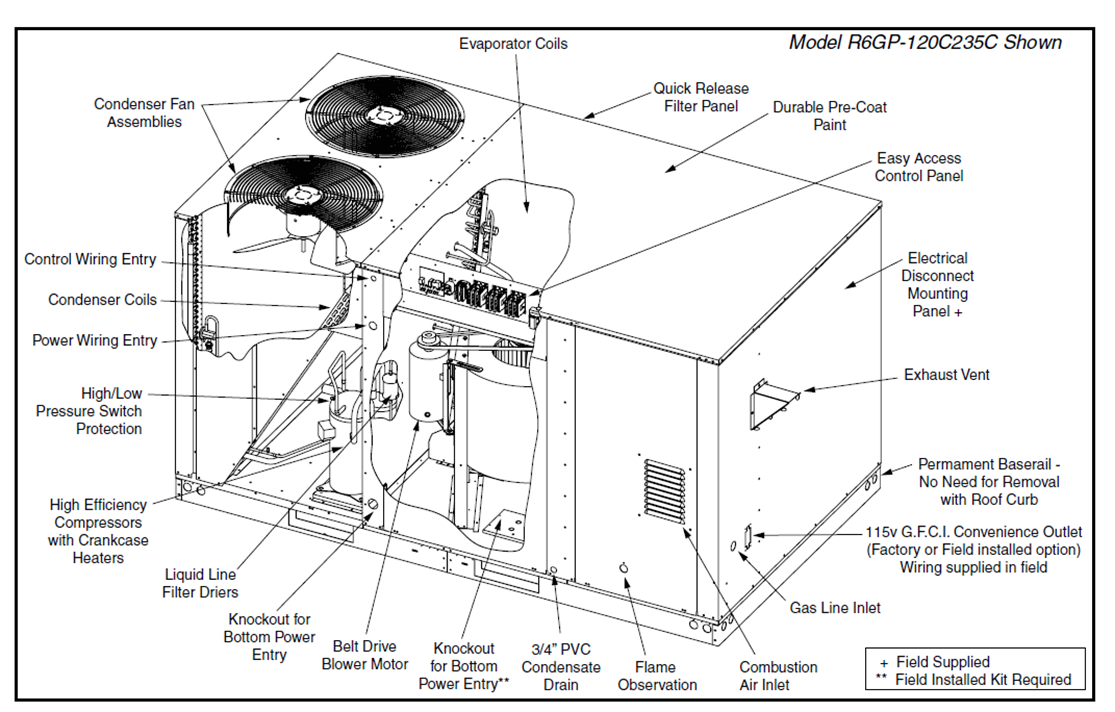 Model R6GP-120C235C Shown
Evaporator Coils
Quick Release
Filter Panel
Durable Pre-Coat
Paint
Condenser Fan
Assemblies
Easy Access
Control Panel
Control Wiring Entry
Electrical
Disconnect
Mounting
Panel +
Condenser Coils
Power Wiring Entry
Exhaust Vent
High/Low
Pressure Switch
Protection
Permament Baserail -
No Need for Removal
with Roof Curb
High Efficiency
Compressors
with Crankcase
Heaters
115v G.F.C.I. Convenience Outlet
(Factory or Field installed option)
Wiring supplied in field
Liquid Line
Filter Driers
Gas Line Inlet
Knockout for
Bottom Power
Entry
Belt Drive
Blower Motor
Knockout
for Bottom
Power Entry**
3/4" PVC
Condensate
Drain
Flame
Observation
Combustion
Air Inlet
+ Field Supplied
** Field Installed Kit Required